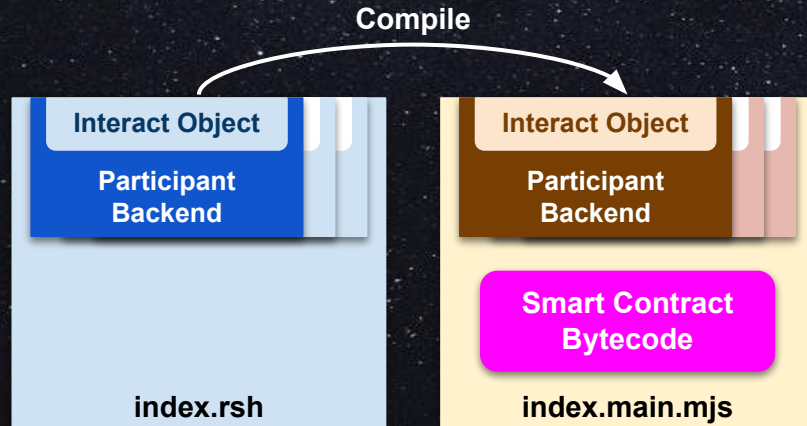 Compile
Interact Object
Participant
Backend
index.rsh
Interact Object
Participant
Backend
Smart Contract
Bytecode
index.main.mjs